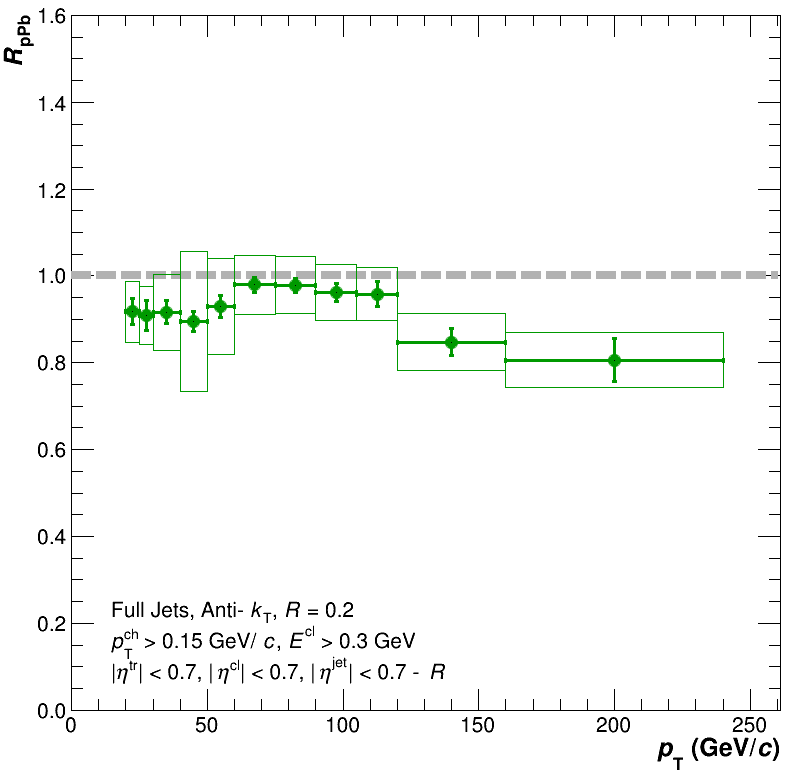 R_pPb
1.6
1.4
1.2
1.0
0.8
0.6
0.4
0.2
0.0
Full Jets, Anti- k_T, R = 0.2
p_T^ch > 0.15 GeV/ c, E^cl > 0.3 GeV
|η^tr| < 0.7, | η^cl| < 0.7, | η^jet| < 0.7 - R
0 50 100 150 200 250
p_T (GeV/c)